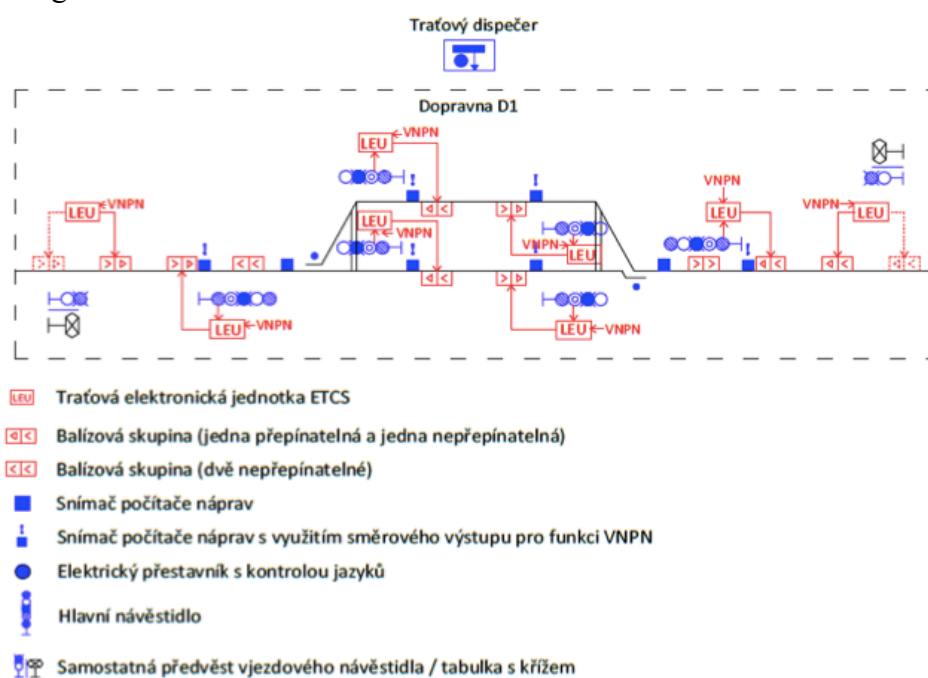 Traťový dispečer
Dopravna D1
LEU VNPN
VNPN
LEU VNPN LEU LEU VNPN LEU VNPN LEU
VNPN LEU
LEU VNPN LEU VNPN
LEU Traťová elektronická jednotka ETCS
Balízová skupina (jedna přepínatelná a jedna nepřepínatelná)
Balízová skupina (dvě nepřepínatelné)
Snímač počítače náprav
Snímač počítače náprav s využitím směrového výstupu pro funkci VNPN
Elektrický přestavník s kontrolou jazyků
Hlavní návěstidlo
Samostatná předvěst vjezdového návěstidla / tabulka s křížem